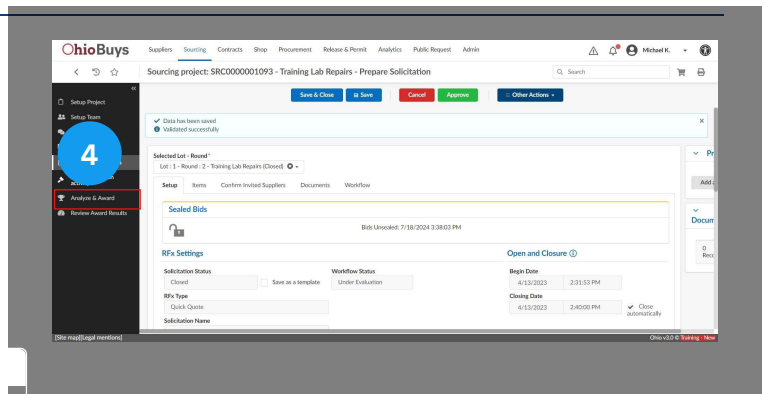 OhioBuys
Suppliers Sourcing Contracts Shop Procurement Release & Permit Analytics Public Request Admin
Michael K.
Sourcing project: SRC0000001093 - Training Lab Repairs - Prepare Solicitation
Search
Setup Project
Setup Team
4
Analyze & Award
Review Award Results
Save & Close Save Cancel Approve Other Actions
Data has been saved
Validated successfully
Selected Lot - Round*
Lot : 1 - Round : 2 - Training Lab Repairs (Closed)
Setup Items Confirm Invited Suppliers Documents Workflow
Sealed Bids
Bids Unsealed: 7/18/2024 3:38:03 PM
RFx Settings
Open and Closure
Solicitation Status
Closed
Save as a template
Workflow Status
Under Evaluation
Begin Date
4/13/2023 2:31:53 PM
RFx Type
Quick Quote
Closing Date
4/13/2023 2:40:00 PM
Close
automatically
Solicitation Name
Pr
Add
Docum
0
Reco
[Site map][Legal mentions]
Ohio v3.0 © Training - New